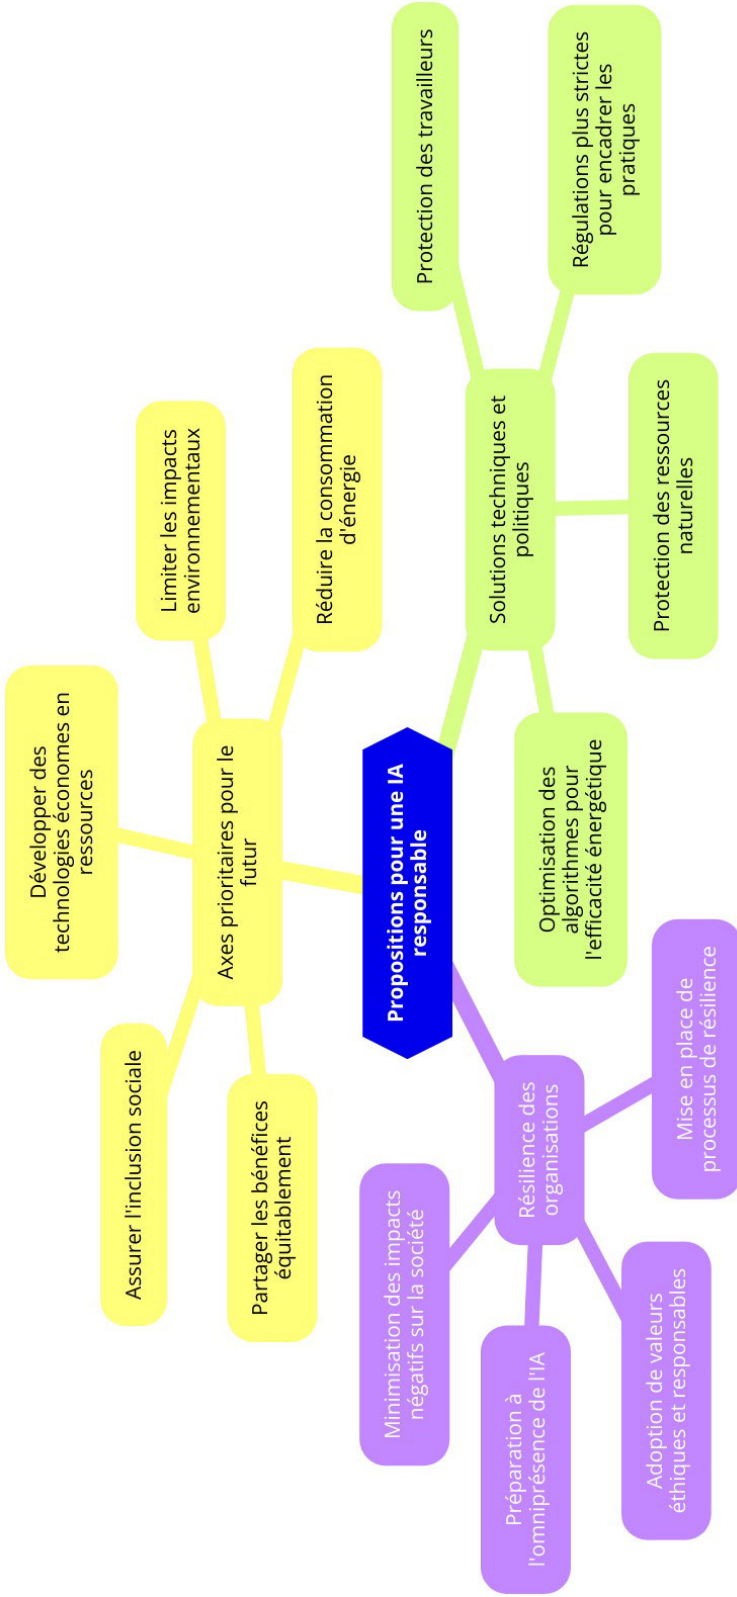 Propositions pour une IA
responsable
Axes prioritaires pour le
futur
Assurer l'inclusion sociale
Partager les bénéfices
équitablement
Développer des
technologies économes en
ressources
Limiter les impacts
environnementaux
Réduire la consommation
d'énergie
Solutions techniques et
politiques
Protection des travailleurs
Régulations plus strictes
pour encadrer les
pratiques
Protection des ressources
naturelles
Optimisation des
algorithmes pour
l'efficacité énergétique
Résilience des
organisations
Minimisation des impacts
négatifs sur la société
Préparation à
l'omniprésence de l'IA
Adoption de valeurs
éthiques et responsables
Mise en place de
processus de résilience